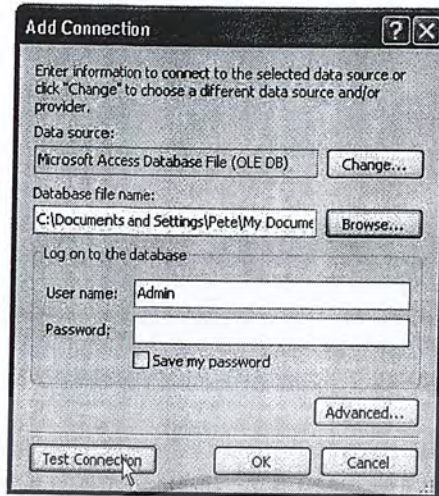 Add Connection
Enter information to connect to the selected data source or
click "Change" to choose a different data source and/or
provider.
Data source:
Microsoft Access Database File (OLE DB)
Change...
Database file name:
C:\Documents and Settings\Pete\My Docume
Browse...
Log on to the database
User name: Admin
Password:
Save my password
Advanced...
Test Connection
OK
Cancel